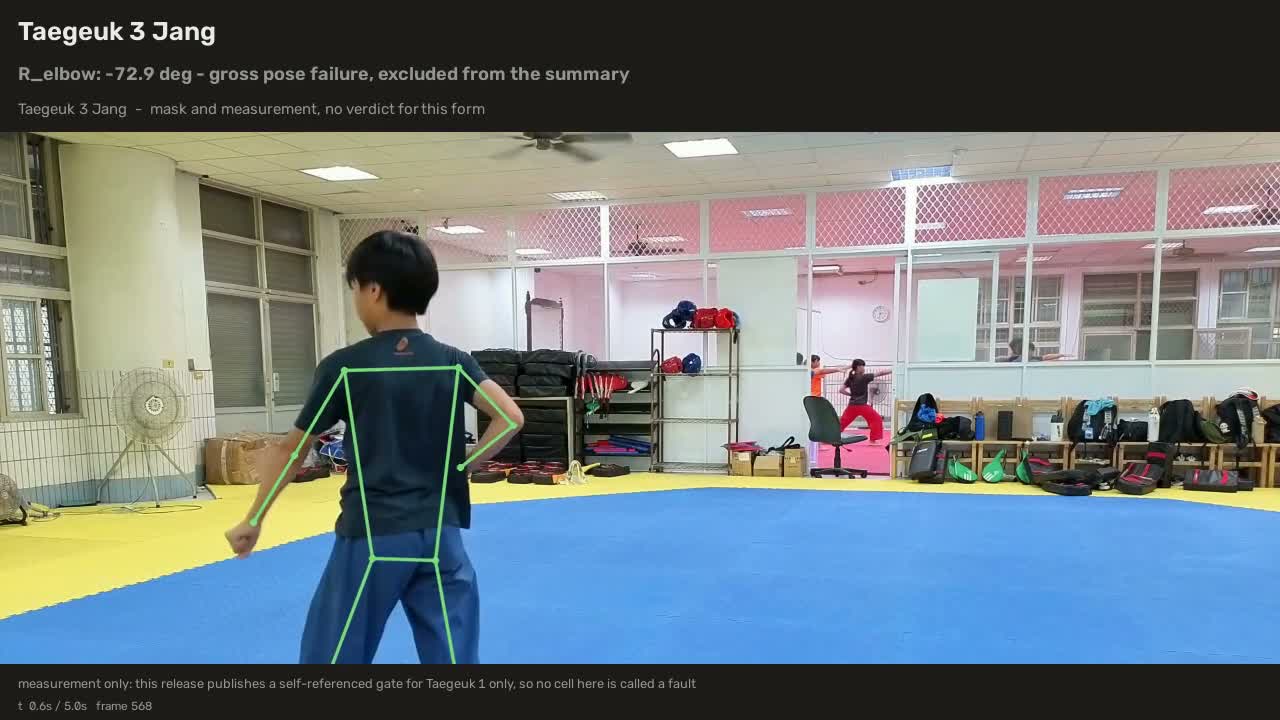 Taegeuk 3 Jang
R_elbow: -72.9 deg - gross pose failure, excluded from the summary
Taegeuk 3 Jang - mask and measurement, no verdict for this form
measurement only: this release publishes a self-referenced gate for Taegeuk 1 only, so no cell here is called a fault
t 0.6s / 5.0s frame 568